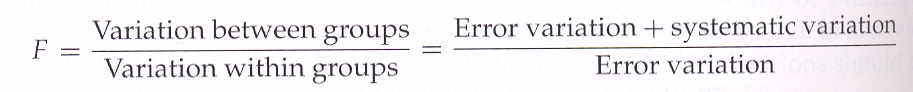 F = Variation between groups / Variation within groups = Error variation + systematic variation / Error variation